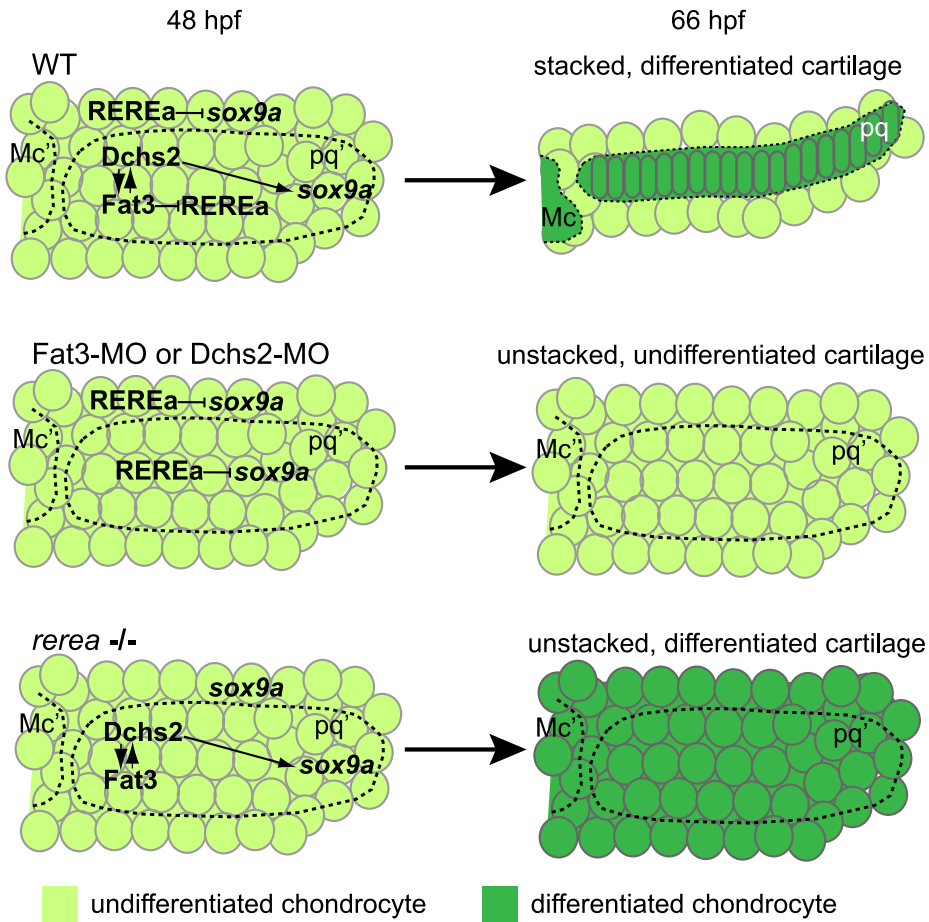 48 hpf
66 hpf
WT
stacked, differentiated cartilage
REREa sox9a
Mc'
Dchs2
pq'
sox9a
Fat3 REREa
pq
Mc
Fat3-MO or Dchs2-MO
unstacked, undifferentiated cartilage
REREa sox9a
Mc'
pq'
REREa sox9a
Mc'
pq'
rerea -/-
unstacked, differentiated cartilage
sox9a
Mc'
Dchs2
pq'
sox9a
Fat3
Mc'
pq'
undifferentiated chondrocyte
differentiated chondrocyte